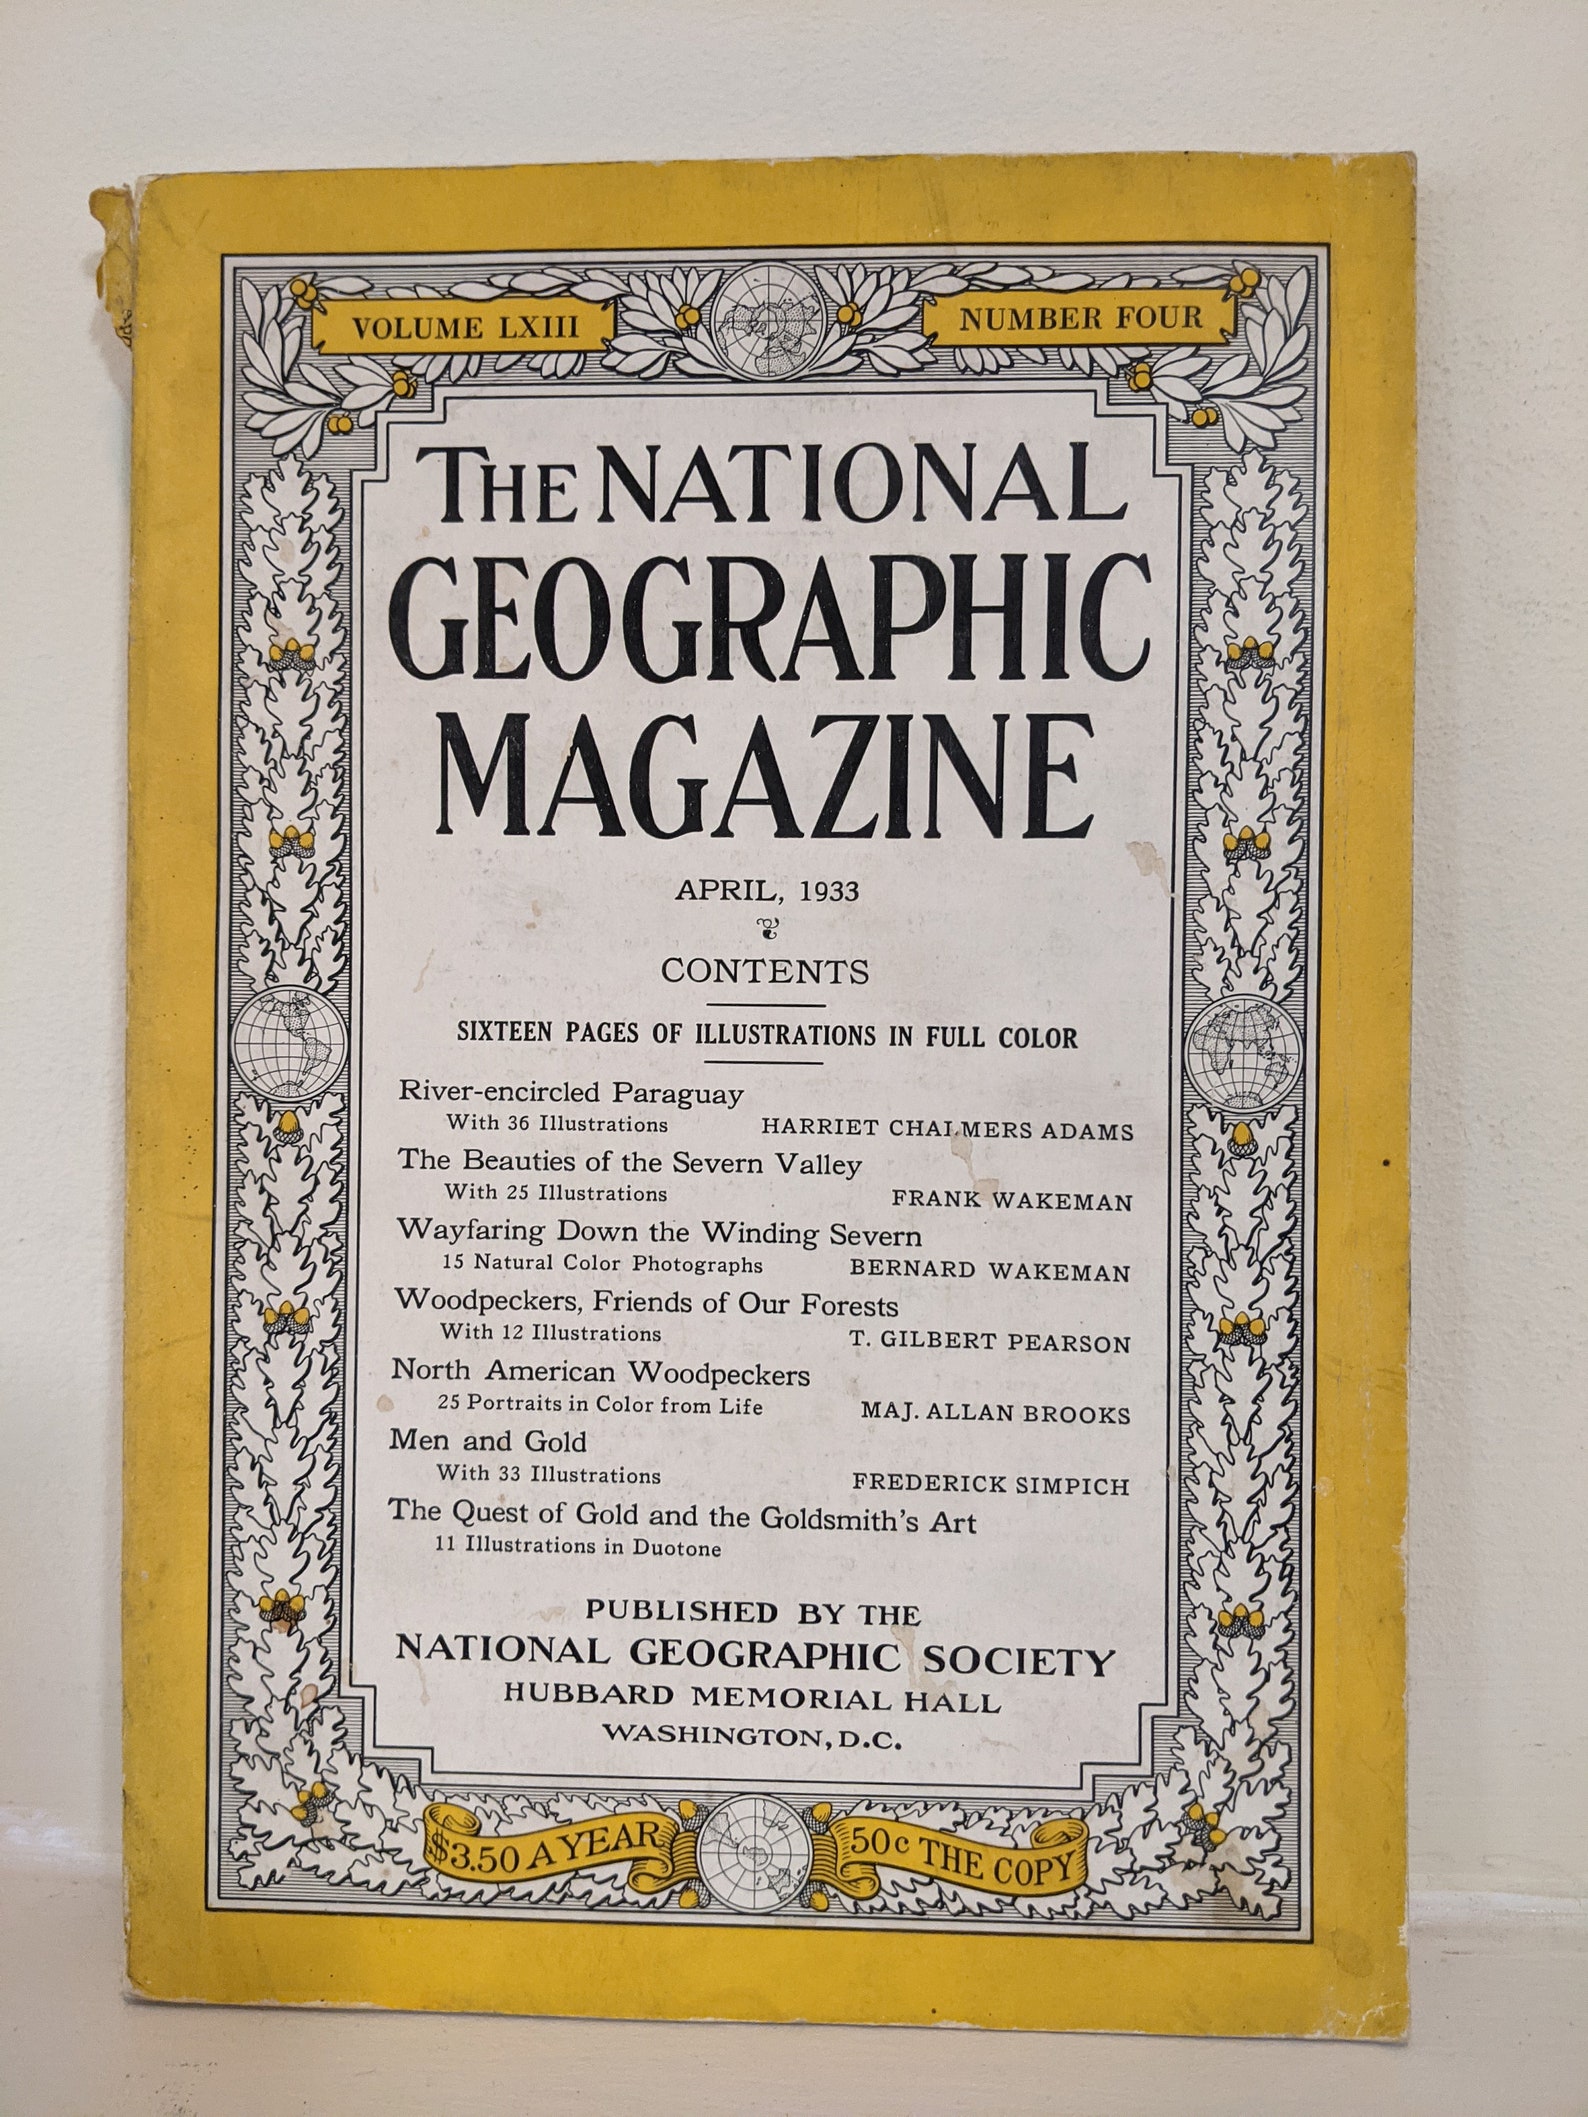 VOLUME LXIII
NUMBER FOUR
THE NATIONAL
GEOGRAPHIC
MAGAZINE
APRIL, 1933
CONTENTS
SIXTEEN PAGES OF ILLUSTRATIONS IN FULL COLOR
River-encircled Paraguay
With 36 Illustrations HARRIET CHALMERS ADAMS
The Beauties of the Severn Valley
With 25 Illustrations FRANK WAKEMAN
Wayfaring Down the Winding Severn
15 Natural Color Photographs BERNARD WAKEMAN
Woodpeckers, Friends of Our Forests
With 12 Illustrations T. GILBERT PEARSON
North American Woodpeckers
25 Portraits in Color from Life MAJ. ALLAN BROOKS
Men and Gold
With 33 Illustrations FREDERICK SIMPICH
The Quest of Gold and the Goldsmith's Art
11 Illustrations in Duotone
PUBLISHED BY THE
NATIONAL GEOGRAPHIC SOCIETY
HUBBARD MEMORIAL HALL
WASHINGTON, D.C.
$3.50 A YEAR
50c THE COPY